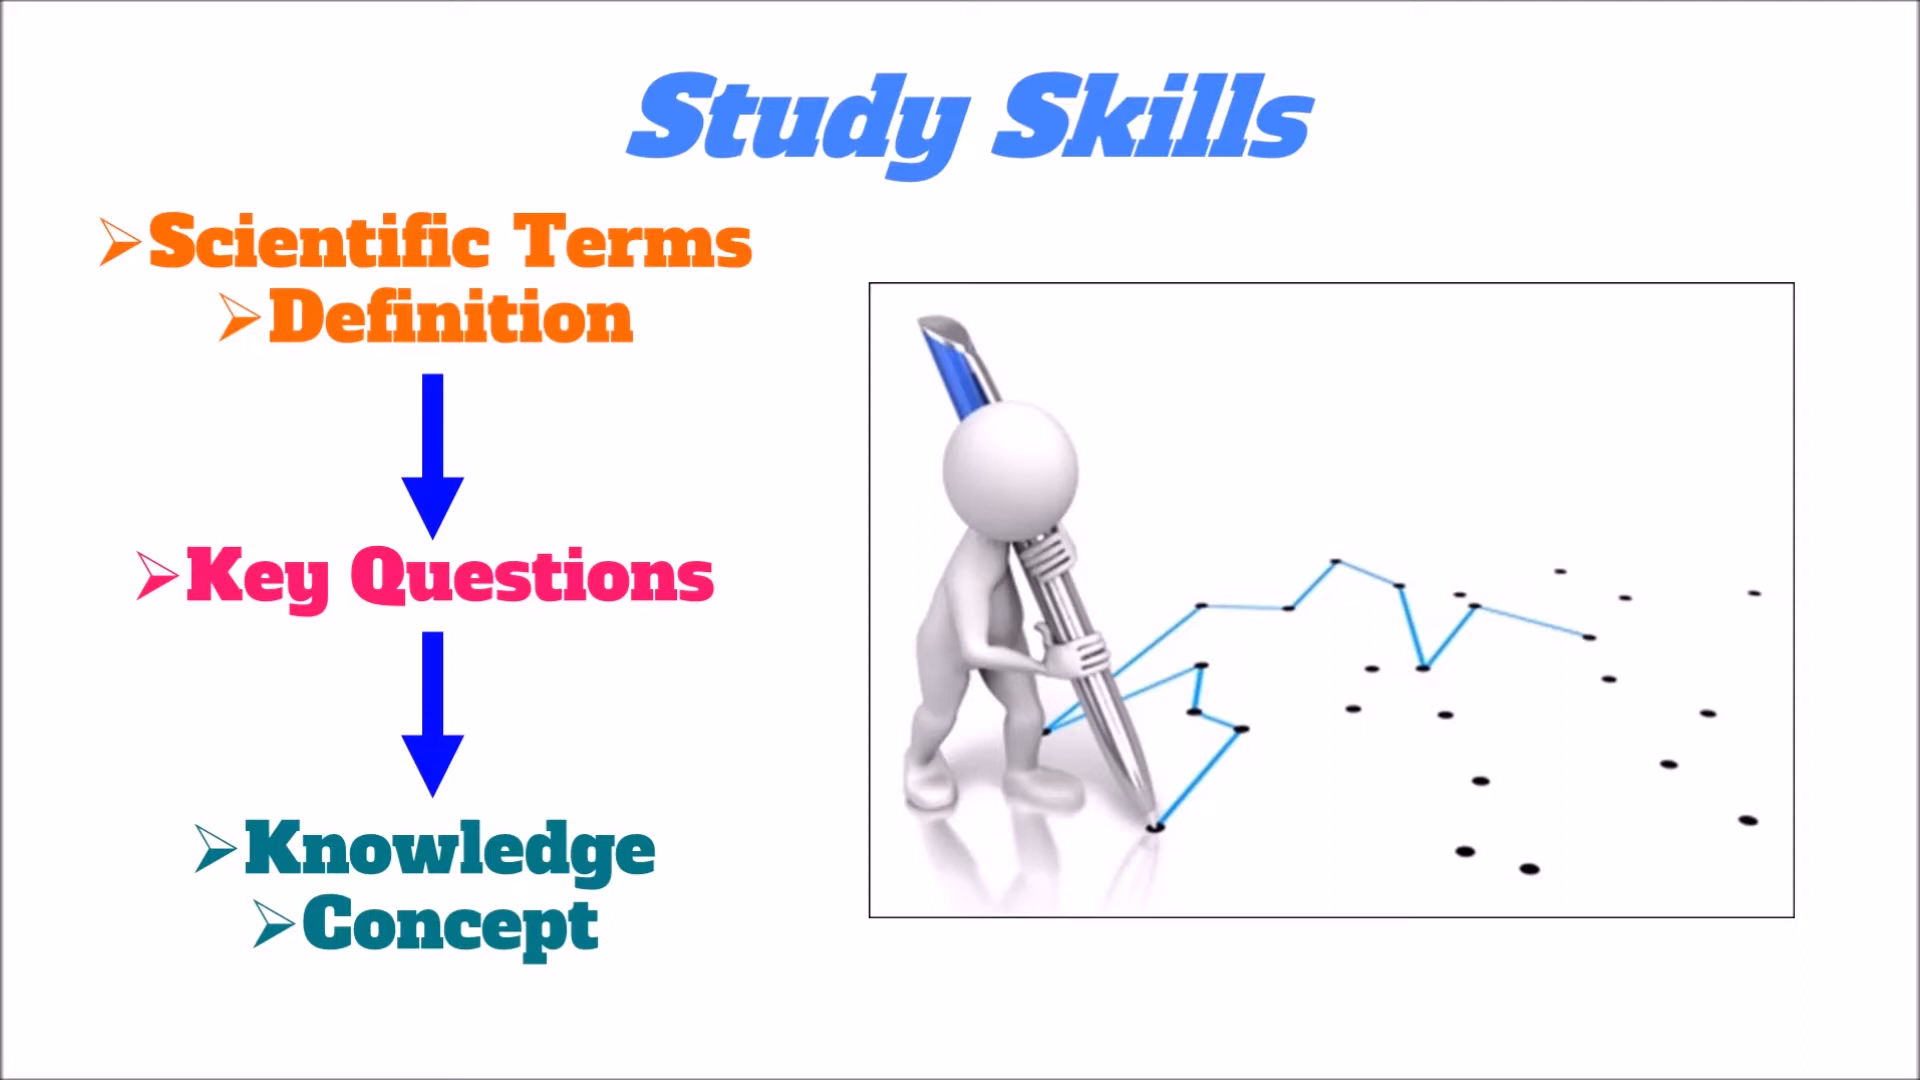 Study Skills
➢Scientific Terms
➢Definition
➢Key Questions
➢Knowledge
➢Concept